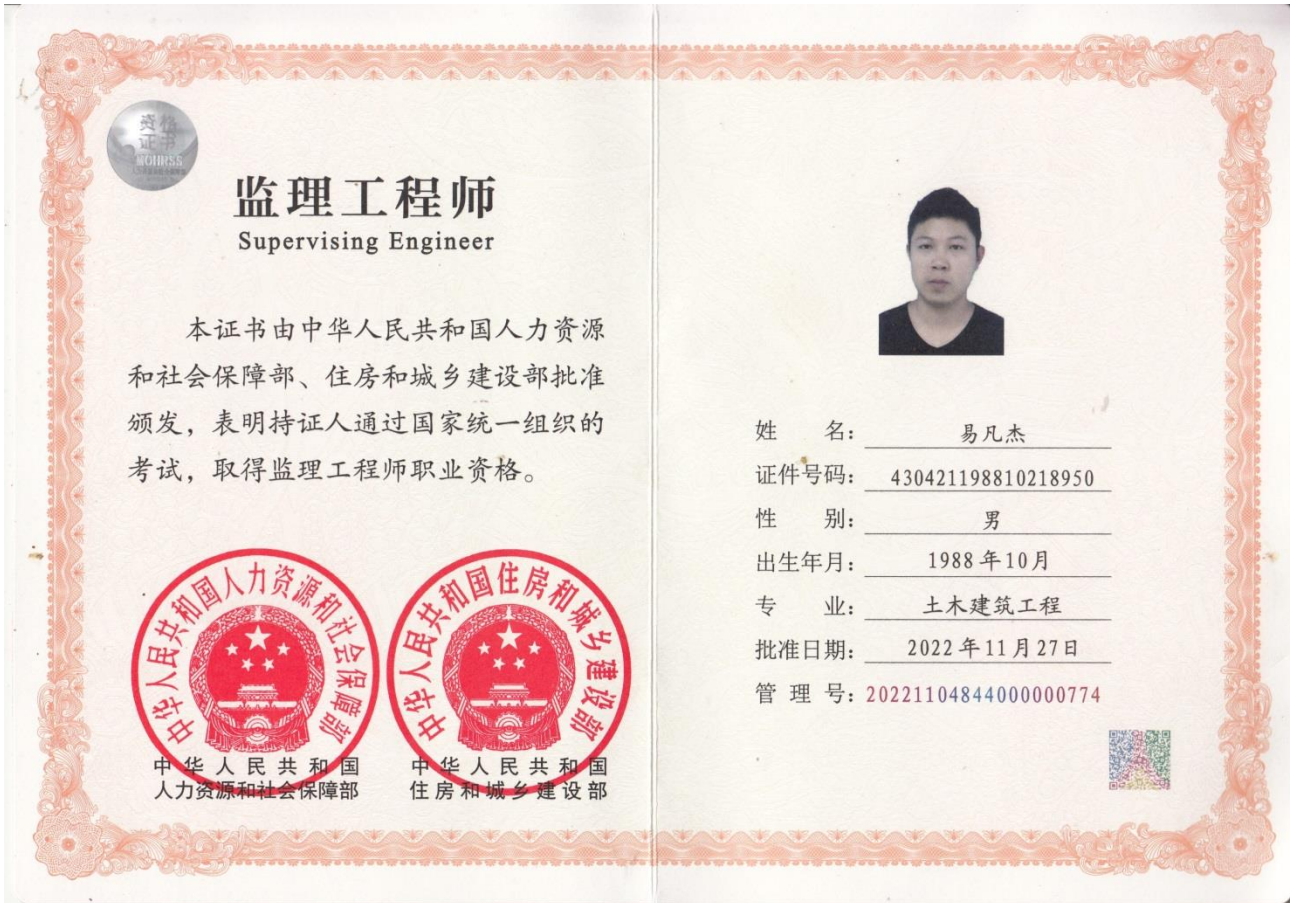 资格
证书
MOHRSS
监理工程师
Supervising Engineer
本证书由中华人民共和国人力资源
和社会保障部、住房和城乡建设部批准
颁发，表明持证人通过国家统一组织的
考试，取得监理工程师职业资格。
中华人民共和国人力资源和社会保障部
中华人民共和国住房和城乡建设部
中华人民共和国
人力资源和社会保障部
中华人民共和国
住房和城乡建设部
姓 名：易凡杰
证件号码：430421198810218950
性 别：男
出生年月：1988年10月
专 业：土木建筑工程
批准日期：2022年11月27日
管 理 号：20221104844000000774